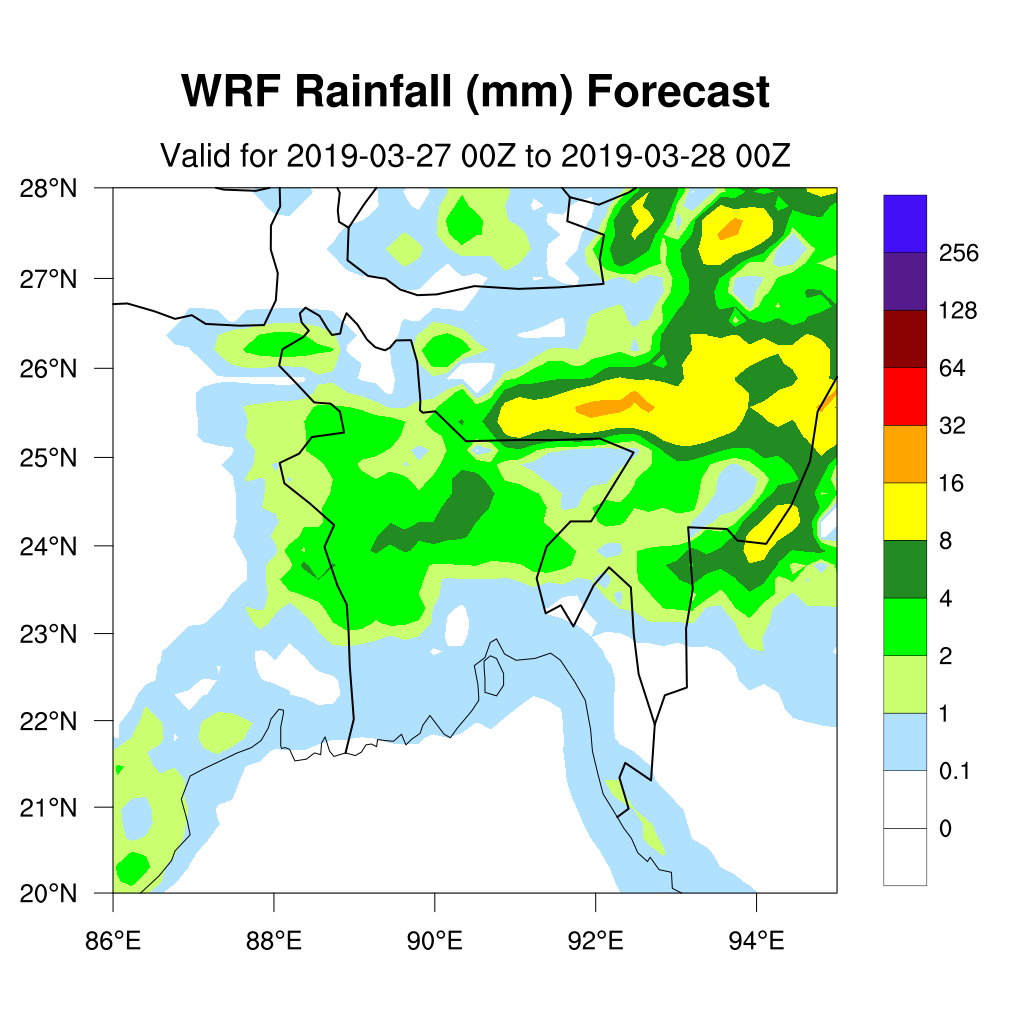 WRF Rainfall (mm) Forecast
Valid for 2019-03-27 00Z to 2019-03-28 00Z
28°N
27°N
26°N
25°N
24°N
23°N
22°N
21°N
20°N
86°E 88°E 90°E 92°E 94°E
256
128
64
32
16
8
4
2
1
0.1
0